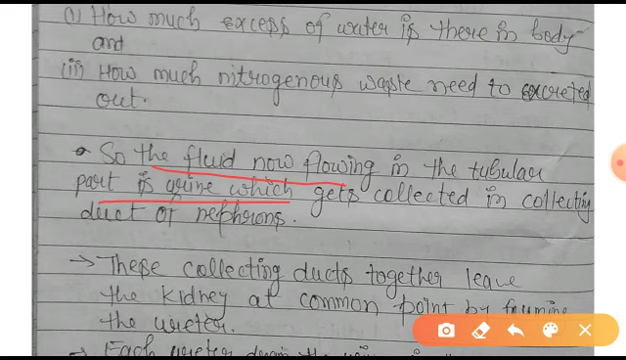 (i) How much excess of water is there in body
and
(ii) How much nitrogenous waste need to excreted
out.
• So the fluid now flowing in the tubular
part is urine which gets collected in collecting
duct of nephrons.
→ These collecting ducts together leave
the kidney at common point by forming
the ureter.
→ Each ureter